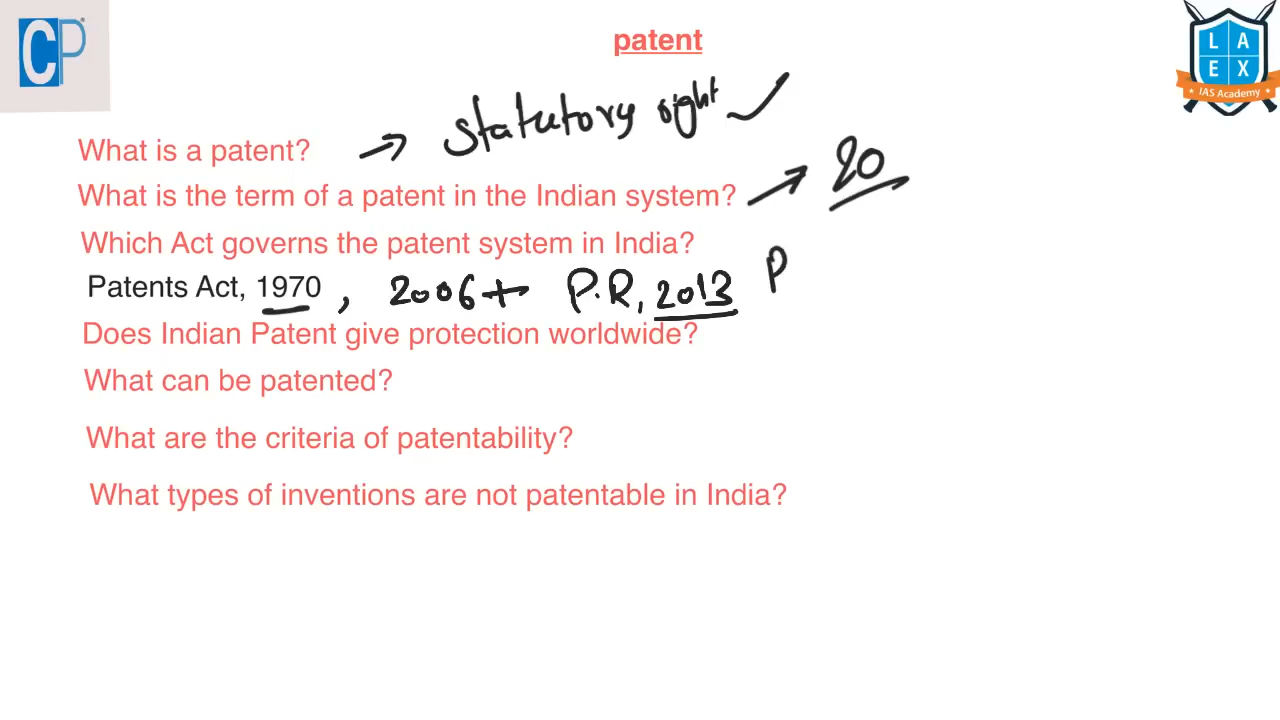 CP
patent
L A
E X
IAS Academy
What is a patent? → Statutory right
What is the term of a patent in the Indian system? → 20
Which Act governs the patent system in India?
Patents Act, 1970 , 2006 + P.R, 2013 P
Does Indian Patent give protection worldwide?
What can be patented?
What are the criteria of patentability?
What types of inventions are not patentable in India?